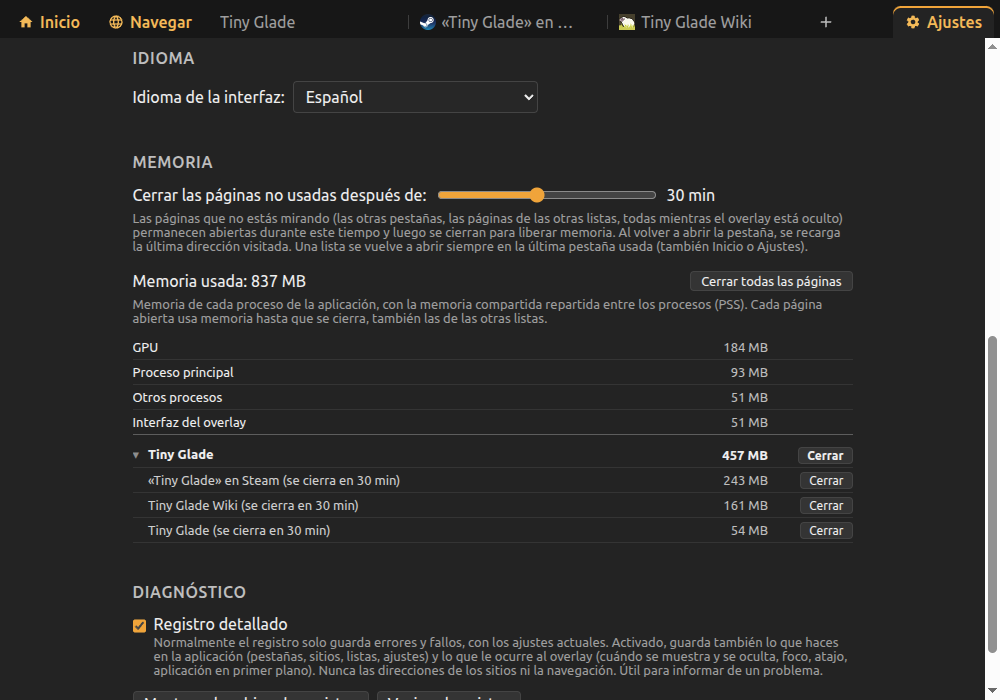 Inicio Navegar Tiny Glade «Tiny Glade» en ... Tiny Glade Wiki + Ajustes
IDIOMA
Idioma de la interfaz: Español
MEMORIA
Cerrar las páginas no usadas después de: 30 min
Las páginas que no estás mirando (las otras pestañas, las páginas de las otras listas, todas mientras el overlay está oculto)
permanecen abiertas durante este tiempo y luego se cierran para liberar memoria. Al volver a abrir la pestaña, se recarga
la última dirección visitada. Una lista se vuelve a abrir siempre en la última pestaña usada (también Inicio o Ajustes).
Memoria usada: 837 MB Cerrar todas las páginas
Memoria de cada proceso de la aplicación, con la memoria compartida repartida entre los procesos (PSS). Cada página
abierta usa memoria hasta que se cierra, también las de las otras listas.
GPU 184 MB
Proceso principal 93 MB
Otros procesos 51 MB
Interfaz del overlay 51 MB
Tiny Glade 457 MB Cerrar
«Tiny Glade» en Steam (se cierra en 30 min) 243 MB Cerrar
Tiny Glade Wiki (se cierra en 30 min) 161 MB Cerrar
Tiny Glade (se cierra en 30 min) 54 MB Cerrar
DIAGNÓSTICO
Registro detallado
Normalmente el registro solo guarda errores y fallos, con los ajustes actuales. Activado, guarda también lo que haces
en la aplicación (pestañas, sitios, listas, ajustes) y lo que le ocurre al overlay (cuándo se muestra y se oculta, foco, atajo,
aplicación en primer plano). Nunca las direcciones de los sitios ni la navegación. Útil para informar de un problema.